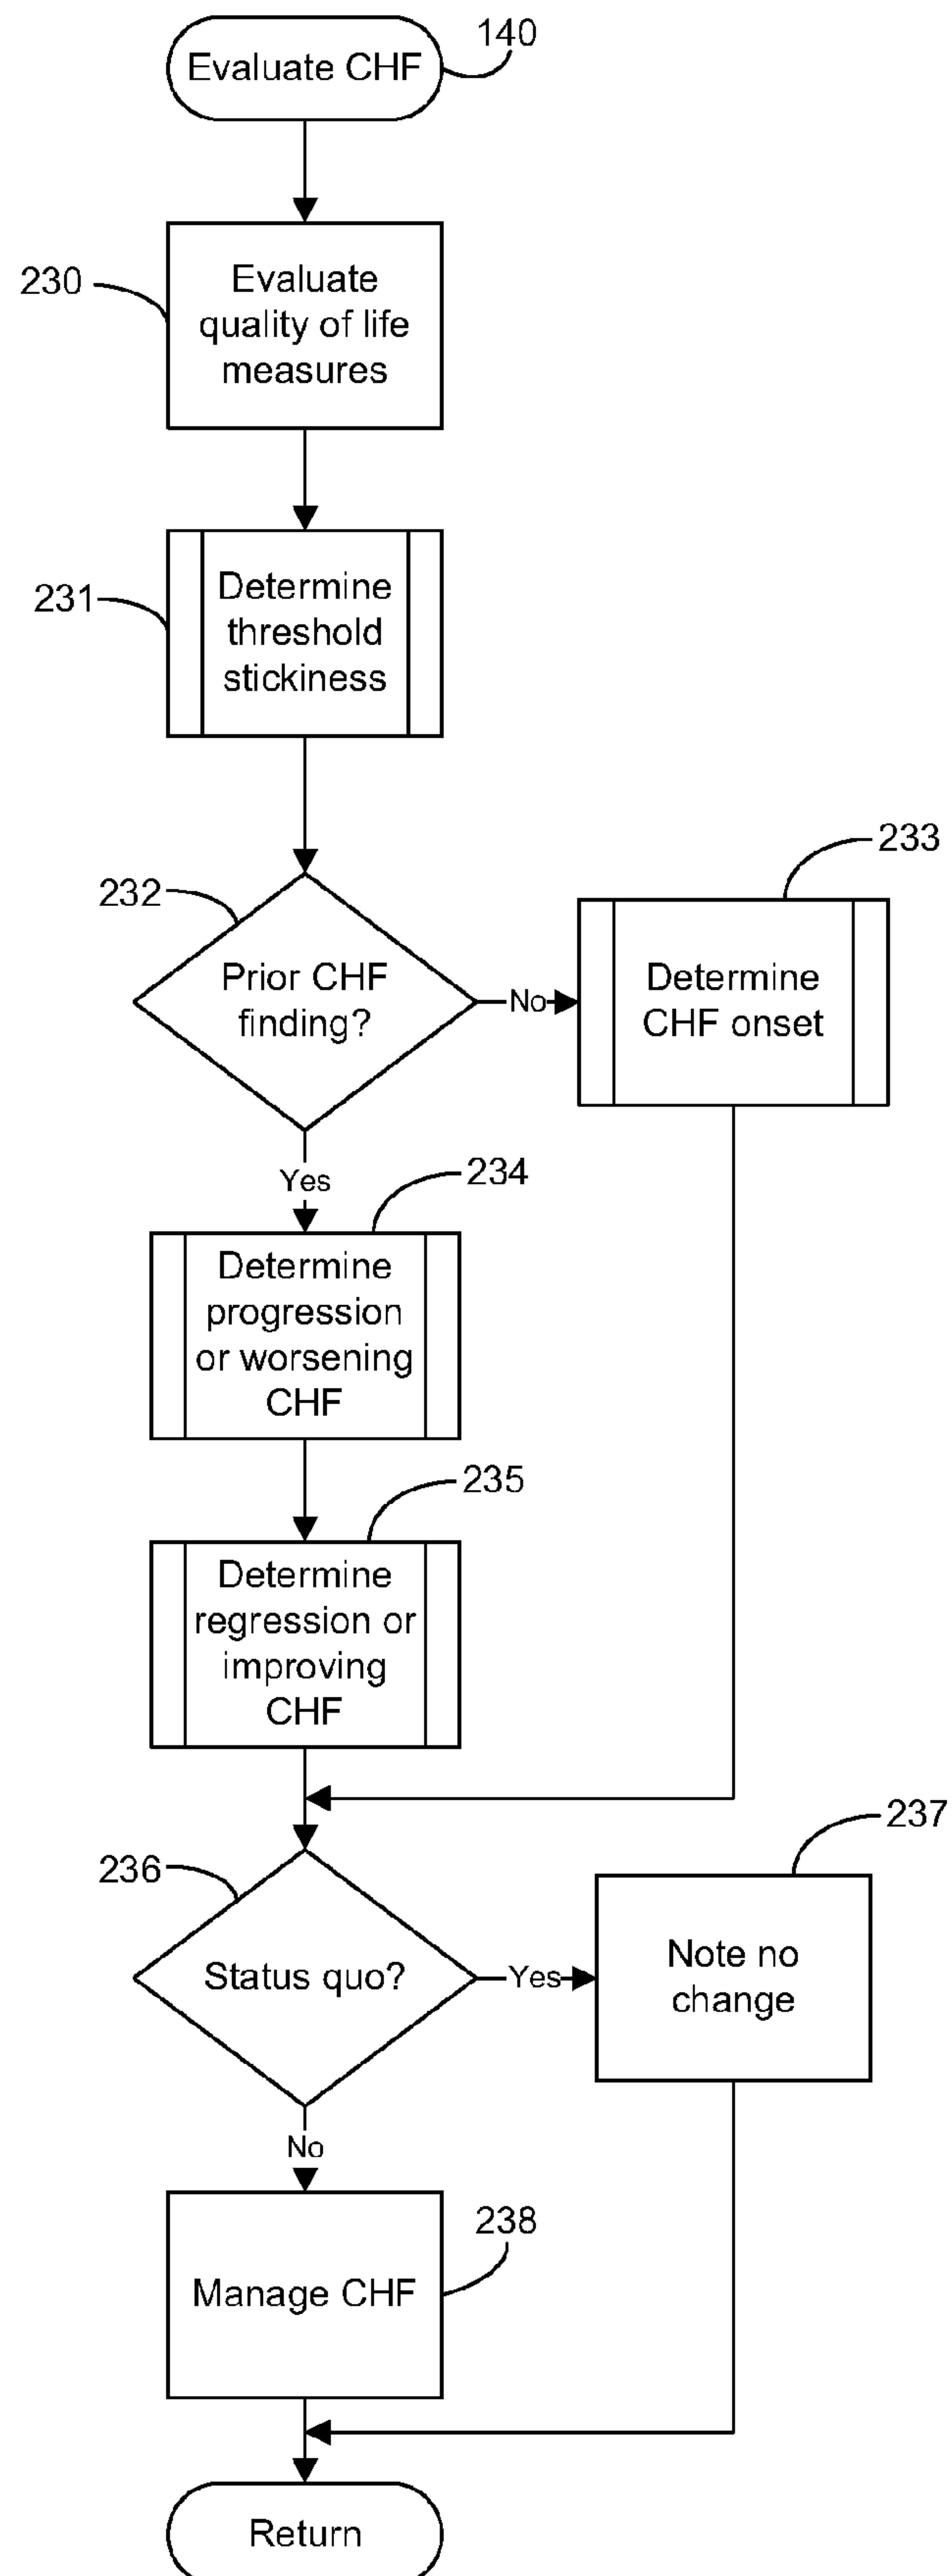 140
Evaluate CHF
230
Evaluate
quality of life
measures
231
Determine
threshold
stickiness
233
232
Prior CHF
finding?
No
Determine
CHF onset
Yes
234
Determine
progression
or worsening
CHF
235
Determine
regression or
improving
CHF
237
236
Status quo?
Yes
Note no
change
No
238
Manage CHF
Return